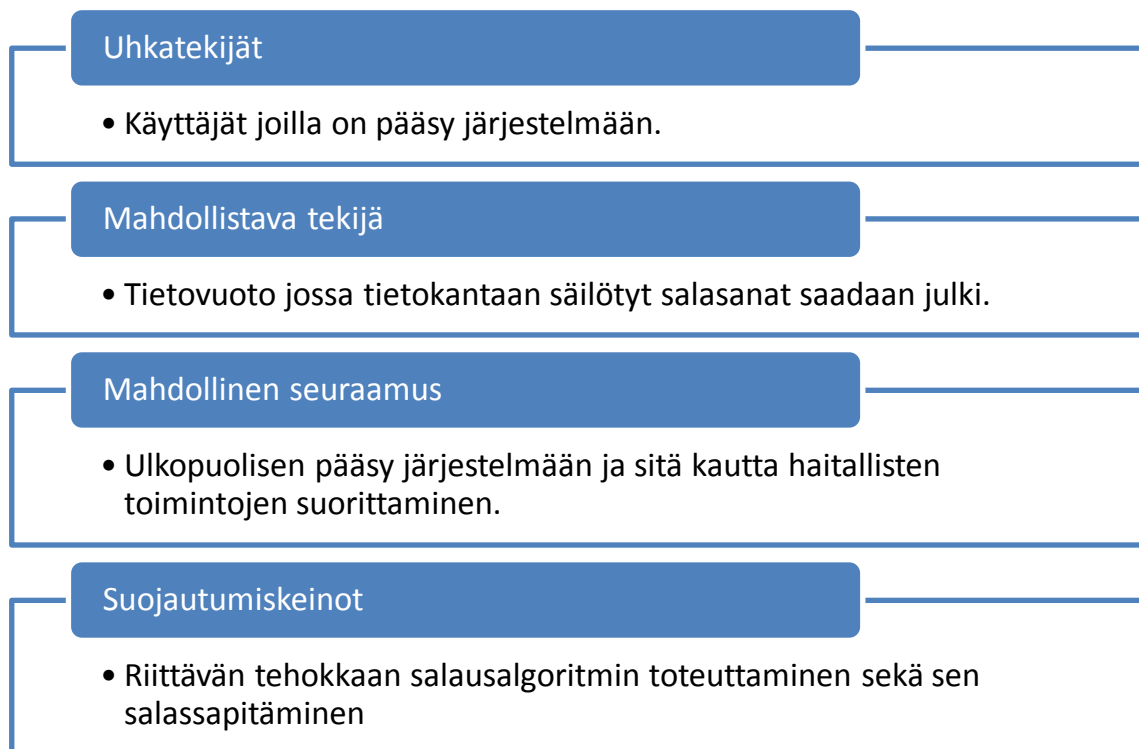 Uhkatekijät
• Käyttäjät joilla on pääsy järjestelmään.
Mahdollistava tekijä
• Tietovuoto jossa tietokantaan säilötyt salasanat saadaan julki.
Mahdollinen seuraamus
• Ulkopuolisen pääsy järjestelmään ja sitä kautta haitallisten
toimintojen suorittaminen.
Suojautumiskeinot
• Riittävän tehokkaan salausalgoritmin toteuttaminen sekä sen
salassapitäminen